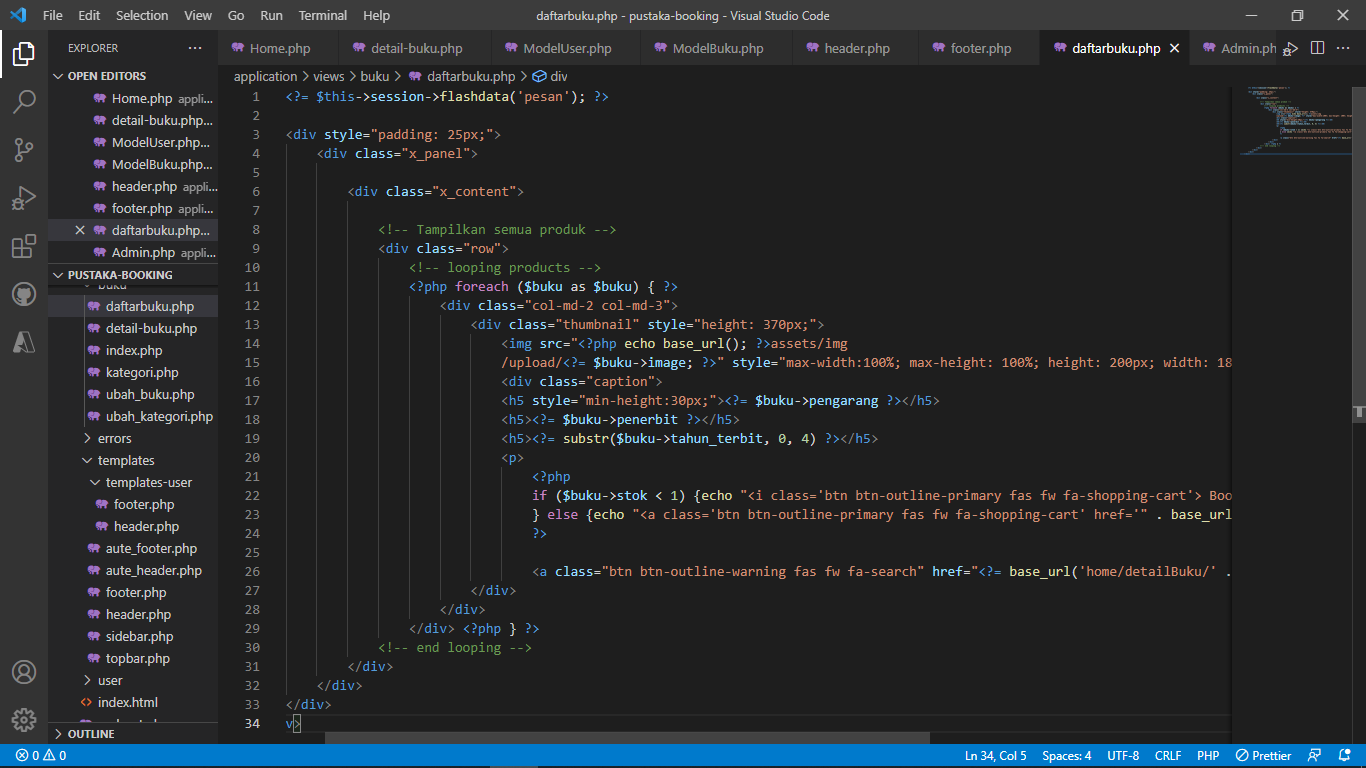 File Edit Selection View Go Run Terminal Help daftarbuku.php - pustaka-booking - Visual Studio Code
EXPLORER
OPEN EDITORS
Home.php appli...
detail-buku.php...
ModelUser.php...
ModelBuku.php...
header.php appli...
footer.php appli...
daftarbuku.php...
Admin.php appli...
PUSTAKA-BOOKING
buku
daftarbuku.php
detail-buku.php
index.php
kategori.php
ubah_buku.php
ubah_kategori.php
errors
templates
templates-user
footer.php
header.php
aute_footer.php
aute_header.php
footer.php
header.php
sidebar.php
topbar.php
user
index.html
OUTLINE
Home.php detail-buku.php ModelUser.php ModelBuku.php header.php footer.php daftarbuku.php Admin.ph
application > views > buku > daftarbuku.php > div
1 <?= $this->session->flashdata('pesan'); ?>
2
3 <div style="padding: 25px;">
4 <div class="x_panel">
5
6 <div class="x_content">
7
8 <!-- Tampilkan semua produk -->
9 <div class="row">
10 <!-- looping products -->
11 <?php foreach ($buku as $buku) { ?>
12 <div class="col-md-2 col-md-3">
13 <div class="thumbnail" style="height: 370px;">
14 <img src="<?php echo base_url(); ?>assets/img
15 /upload/<?= $buku->image; ?>" style="max-width:100%; max-height: 100%; height: 200px; width: 18
16 <div class="caption">
17 <h5 style="min-height:30px;"><?= $buku->pengarang ?></h5>
18 <h5><?= $buku->penerbit ?></h5>
19 <h5><?= substr($buku->tahun_terbit, 0, 4) ?></h5>
20 <p>
21 <?php
22 if ($buku->stok < 1) {echo "<i class='btn btn-outline-primary fas fw fa-shopping-cart'> Boo
23 } else {echo "<a class='btn btn-outline-primary fas fw fa-shopping-cart' href='" . base_url
24 ?>
25
26 <a class="btn btn-outline-warning fas fw fa-search" href="<?= base_url('home/detailBuku/' .
27 </div>
28 </div>
29 </div> <?php } ?>
30 <!-- end looping -->
31 </div>
32 </div>
33 </div>
34 v>
0 0 Ln 34, Col 5 Spaces: 4 UTF-8 CRLF PHP Prettier